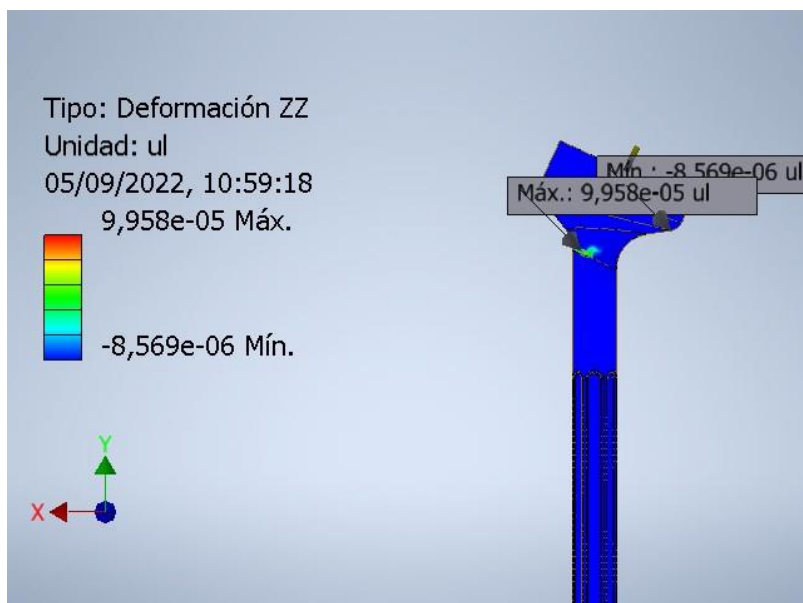 Tipo: Deformación ZZ
Unidad: ul
05/09/2022, 10:59:18
9,958e-05 Máx.
-8,569e-06 Mín.
Mín.: -8,569e-06 ul
Máx.: 9,958e-05 ul
Y
X